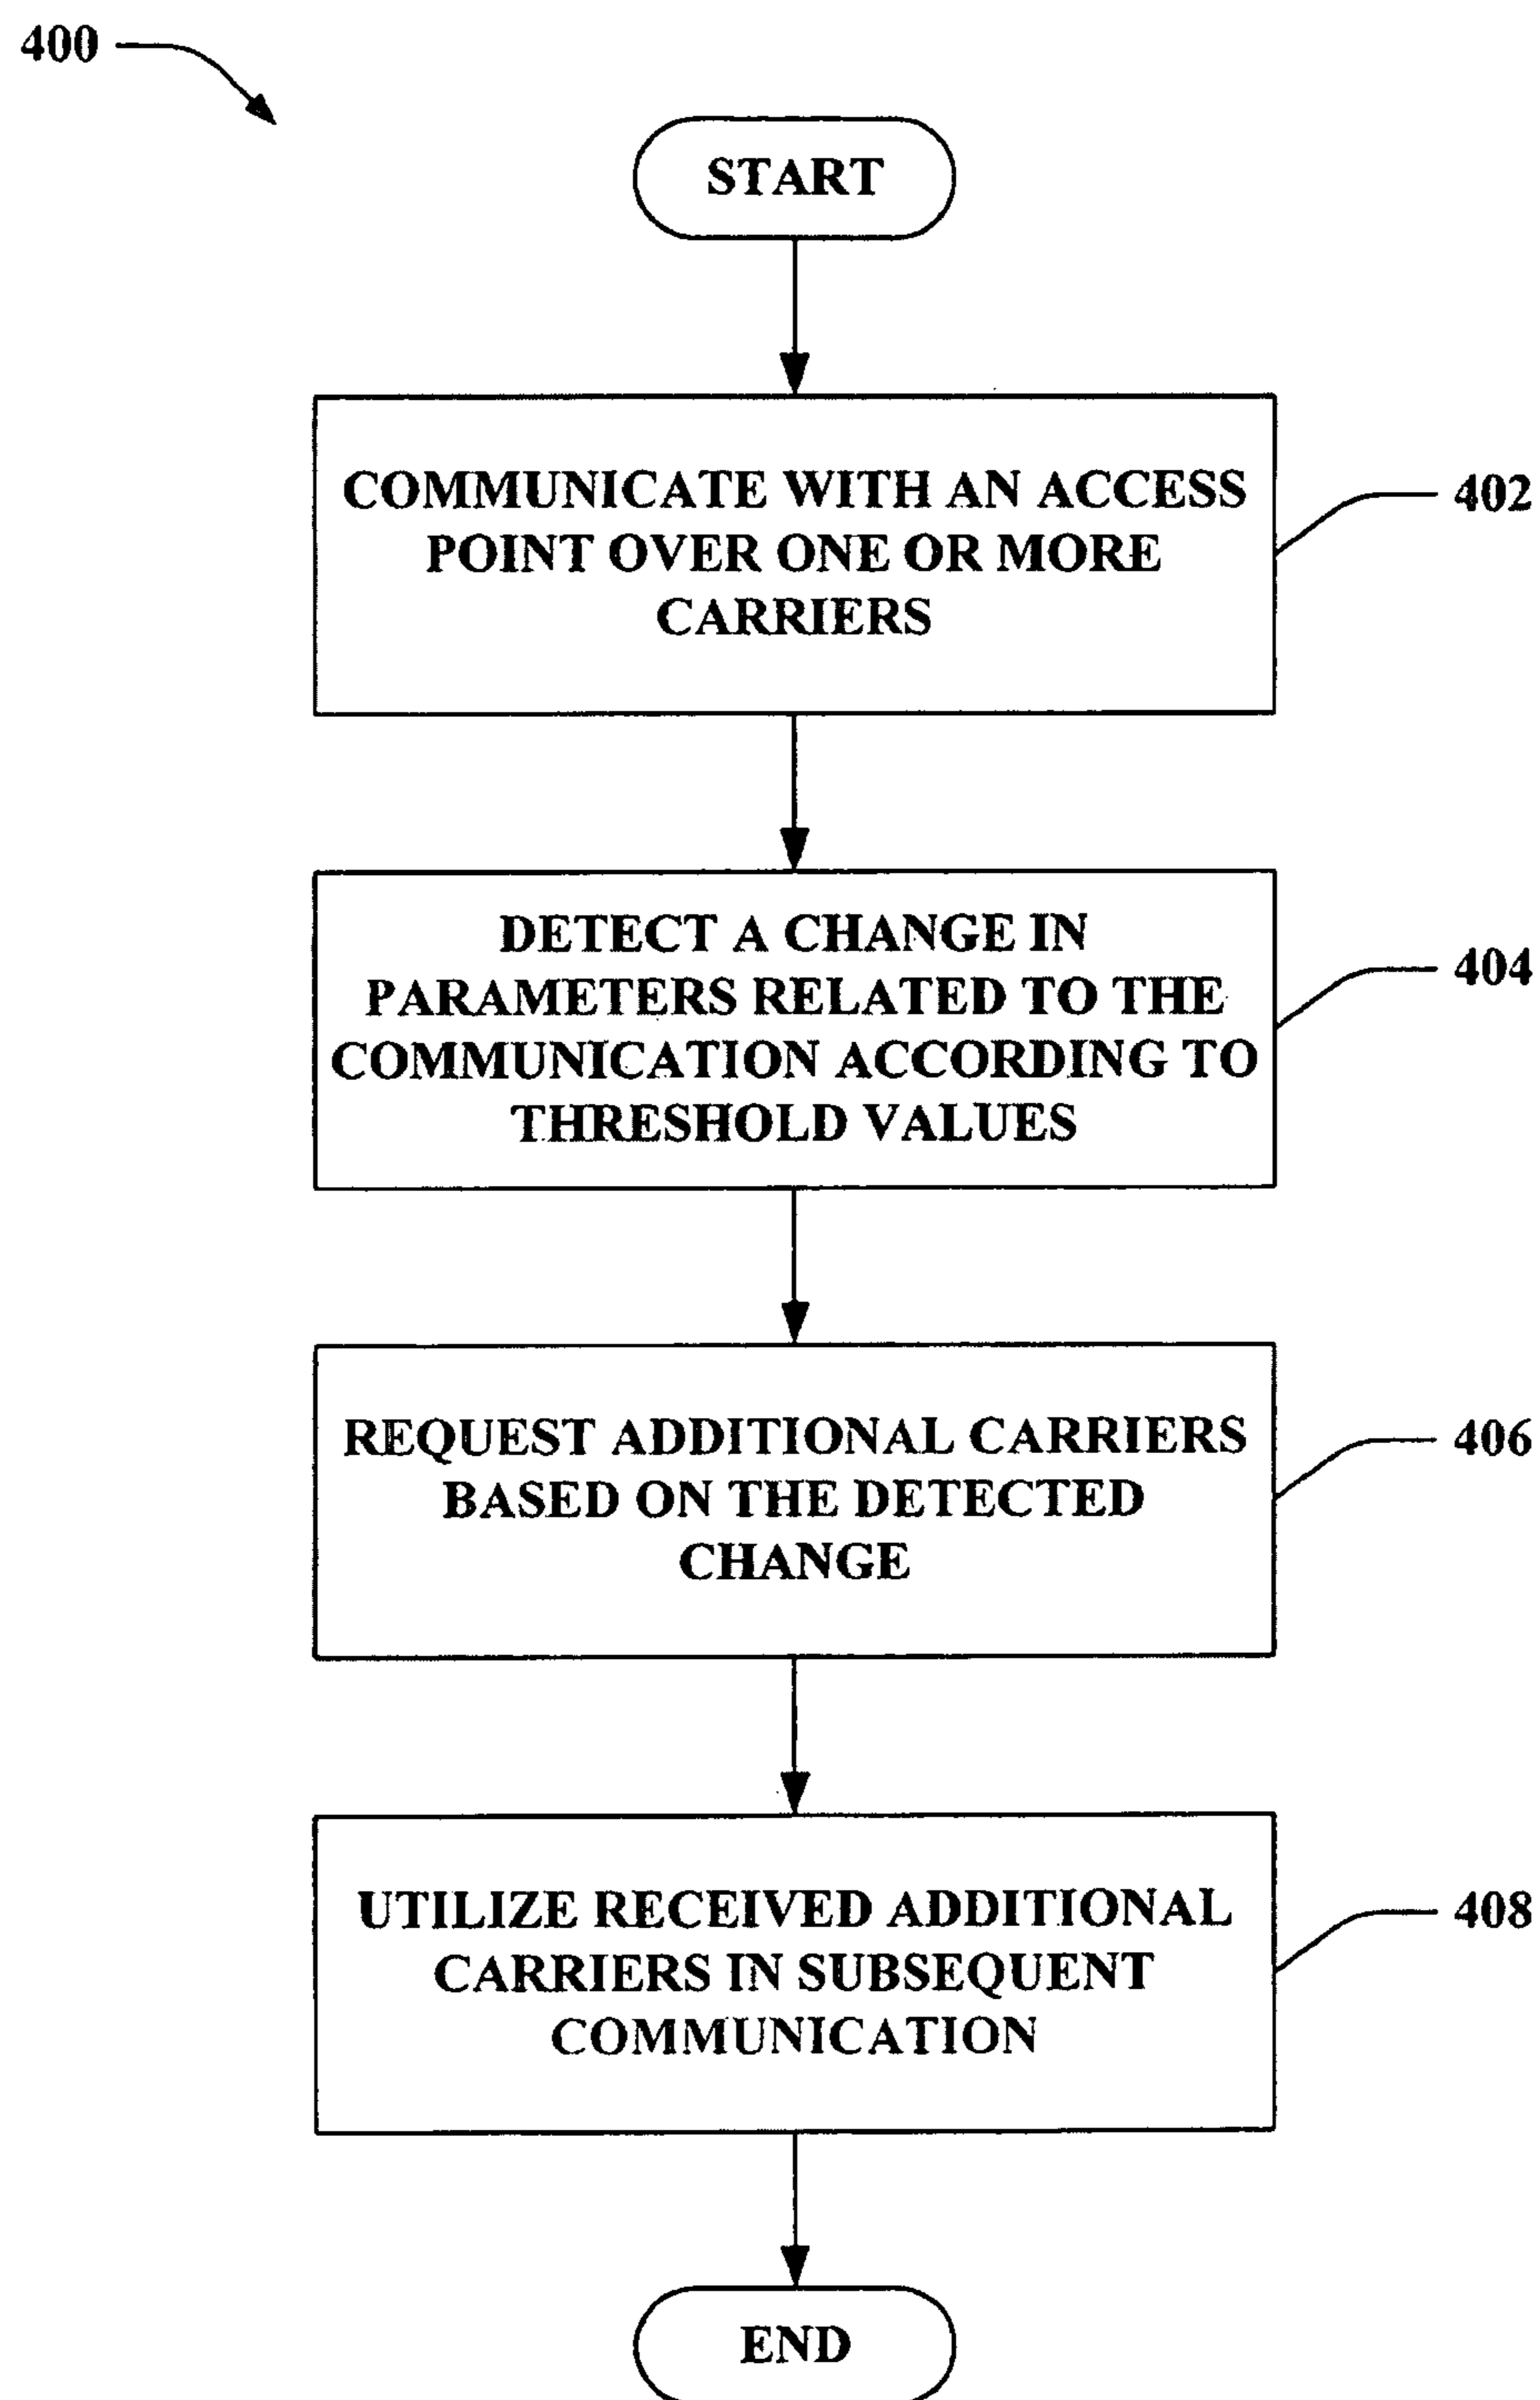 400
START
COMMUNICATE WITH AN ACCESS
POINT OVER ONE OR MORE
CARRIERS
402
DETECT A CHANGE IN
PARAMETERS RELATED TO THE
COMMUNICATION ACCORDING TO
THRESHOLD VALUES
404
REQUEST ADDITIONAL CARRIERS
BASED ON THE DETECTED
CHANGE
406
UTILIZE RECEIVED ADDITIONAL
CARRIERS IN SUBSEQUENT
COMMUNICATION
408
END